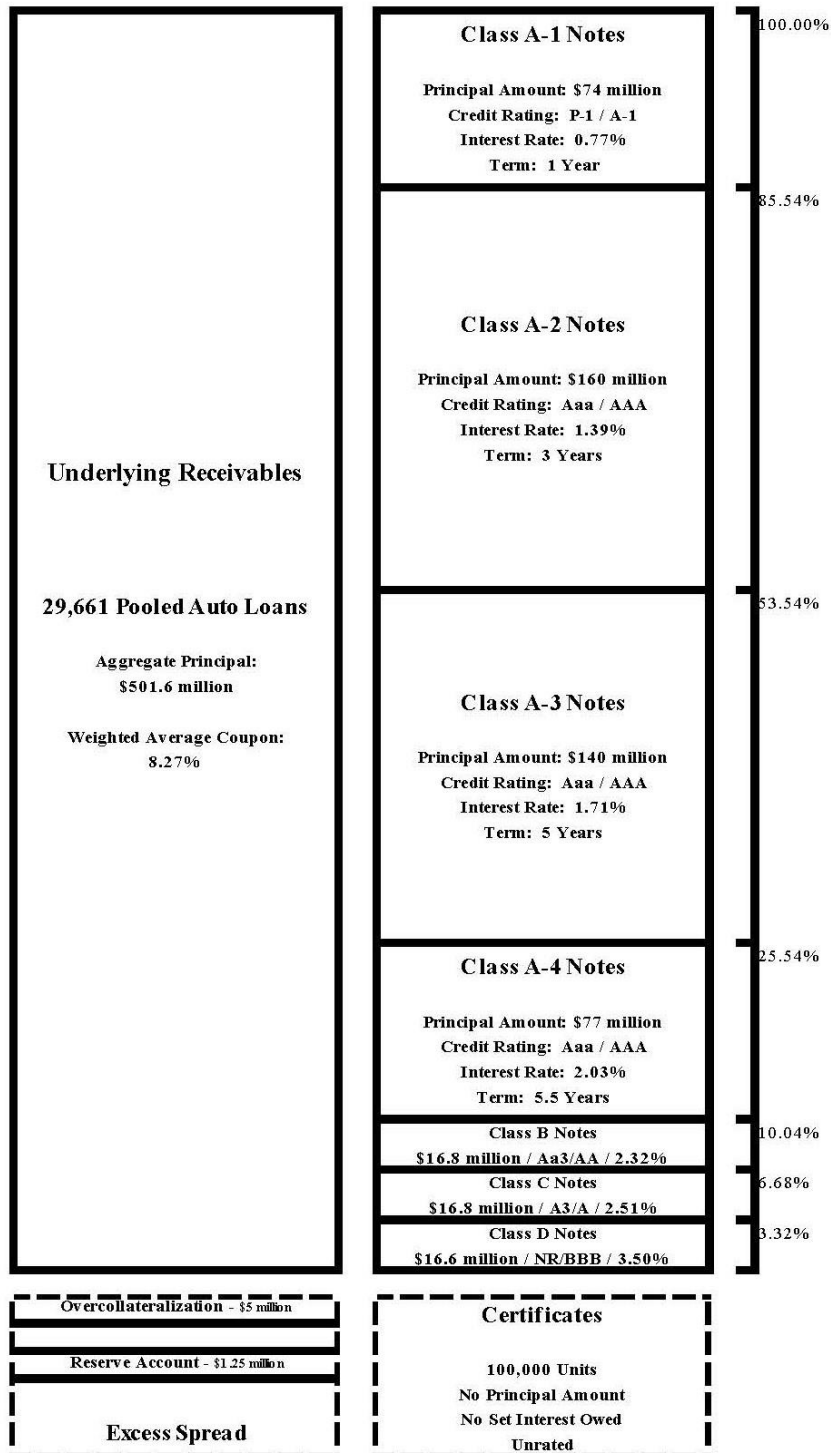 Underlying Receivables
29,661 Pooled Auto Loans
Aggregate Principal:
$501.6 million
Weighted Average Coupon:
8.27%
Overcollateralization - $5 million
Reserve Account - $1.25 million
Excess Spread
Class A-1 Notes
Principal Amount: $74 million
Credit Rating: P-1 / A-1
Interest Rate: 0.77%
Term: 1 Year
Class A-2 Notes
Principal Amount: $160 million
Credit Rating: Aaa / AAA
Interest Rate: 1.39%
Term: 3 Years
Class A-3 Notes
Principal Amount: $140 million
Credit Rating: Aaa / AAA
Interest Rate: 1.71%
Term: 5 Years
Class A-4 Notes
Principal Amount: $77 million
Credit Rating: Aaa / AAA
Interest Rate: 2.03%
Term: 5.5 Years
Class B Notes
$16.8 million / Aa3/AA / 2.32%
Class C Notes
$16.8 million / A3/A / 2.51%
Class D Notes
$16.6 million / NR/BBB / 3.50%
Certificates
100,000 Units
No Principal Amount
No Set Interest Owed
Unrated
100.00%
85.54%
53.54%
25.54%
10.04%
6.68%
3.32%